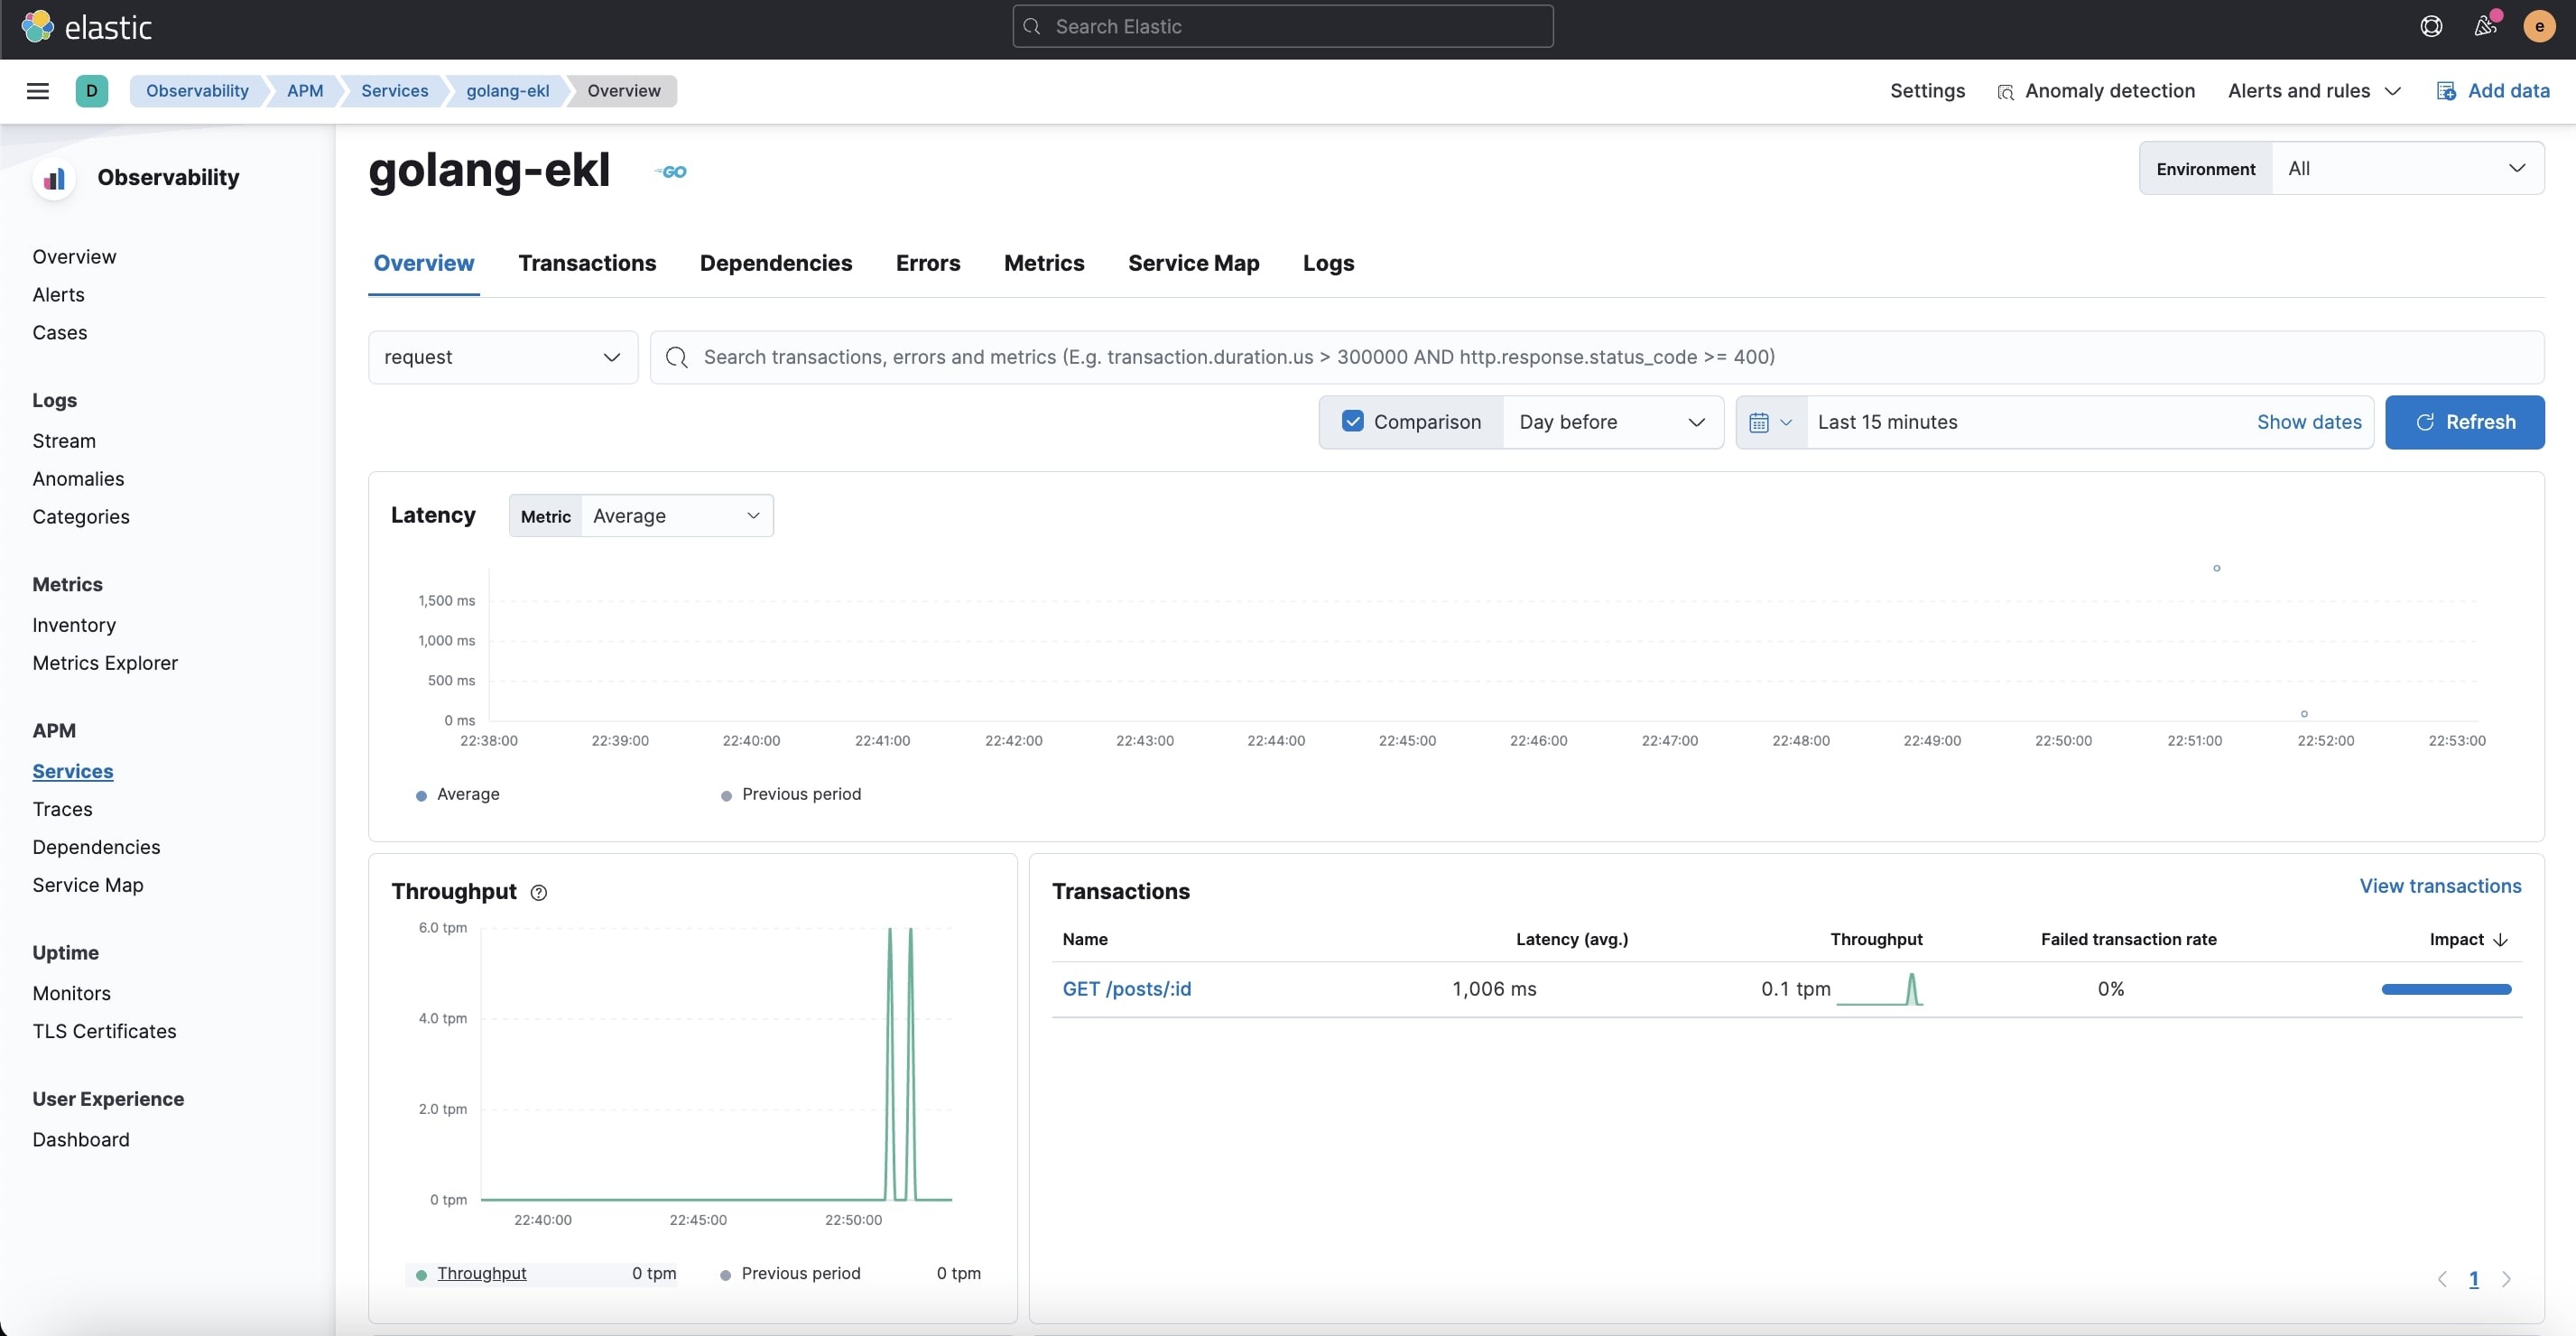 elastic
Search Elastic
e
D
Observability
APM
Services
golang-ekl
Overview
Settings
Anomaly detection
Alerts and rules
Add data
Observability
Overview
Alerts
Cases
Logs
Stream
Anomalies
Categories
Metrics
Inventory
Metrics Explorer
APM
Services
Traces
Dependencies
Service Map
Uptime
Monitors
TLS Certificates
User Experience
Dashboard
golang-ekl
GO
Environment All
Overview Transactions Dependencies Errors Metrics Service Map Logs
request
Search transactions, errors and metrics (E.g. transaction.duration.us > 300000 AND http.response.status_code >= 400)
Comparison Day before
Last 15 minutes Show dates
Refresh
Latency
Metric Average
1,500 ms
1,000 ms
500 ms
0 ms
22:38:00 22:39:00 22:40:00 22:41:00 22:42:00 22:43:00 22:44:00 22:45:00 22:46:00 22:47:00 22:48:00 22:49:00 22:50:00 22:51:00 22:52:00 22:53:00
Average Previous period
Throughput
6.0 tpm
4.0 tpm
2.0 tpm
0 tpm
22:40:00 22:45:00 22:50:00
Throughput 0 tpm Previous period 0 tpm
Transactions
View transactions
Name Latency (avg.) Throughput Failed transaction rate Impact
GET /posts/:id 1,006 ms 0.1 tpm 0%
1